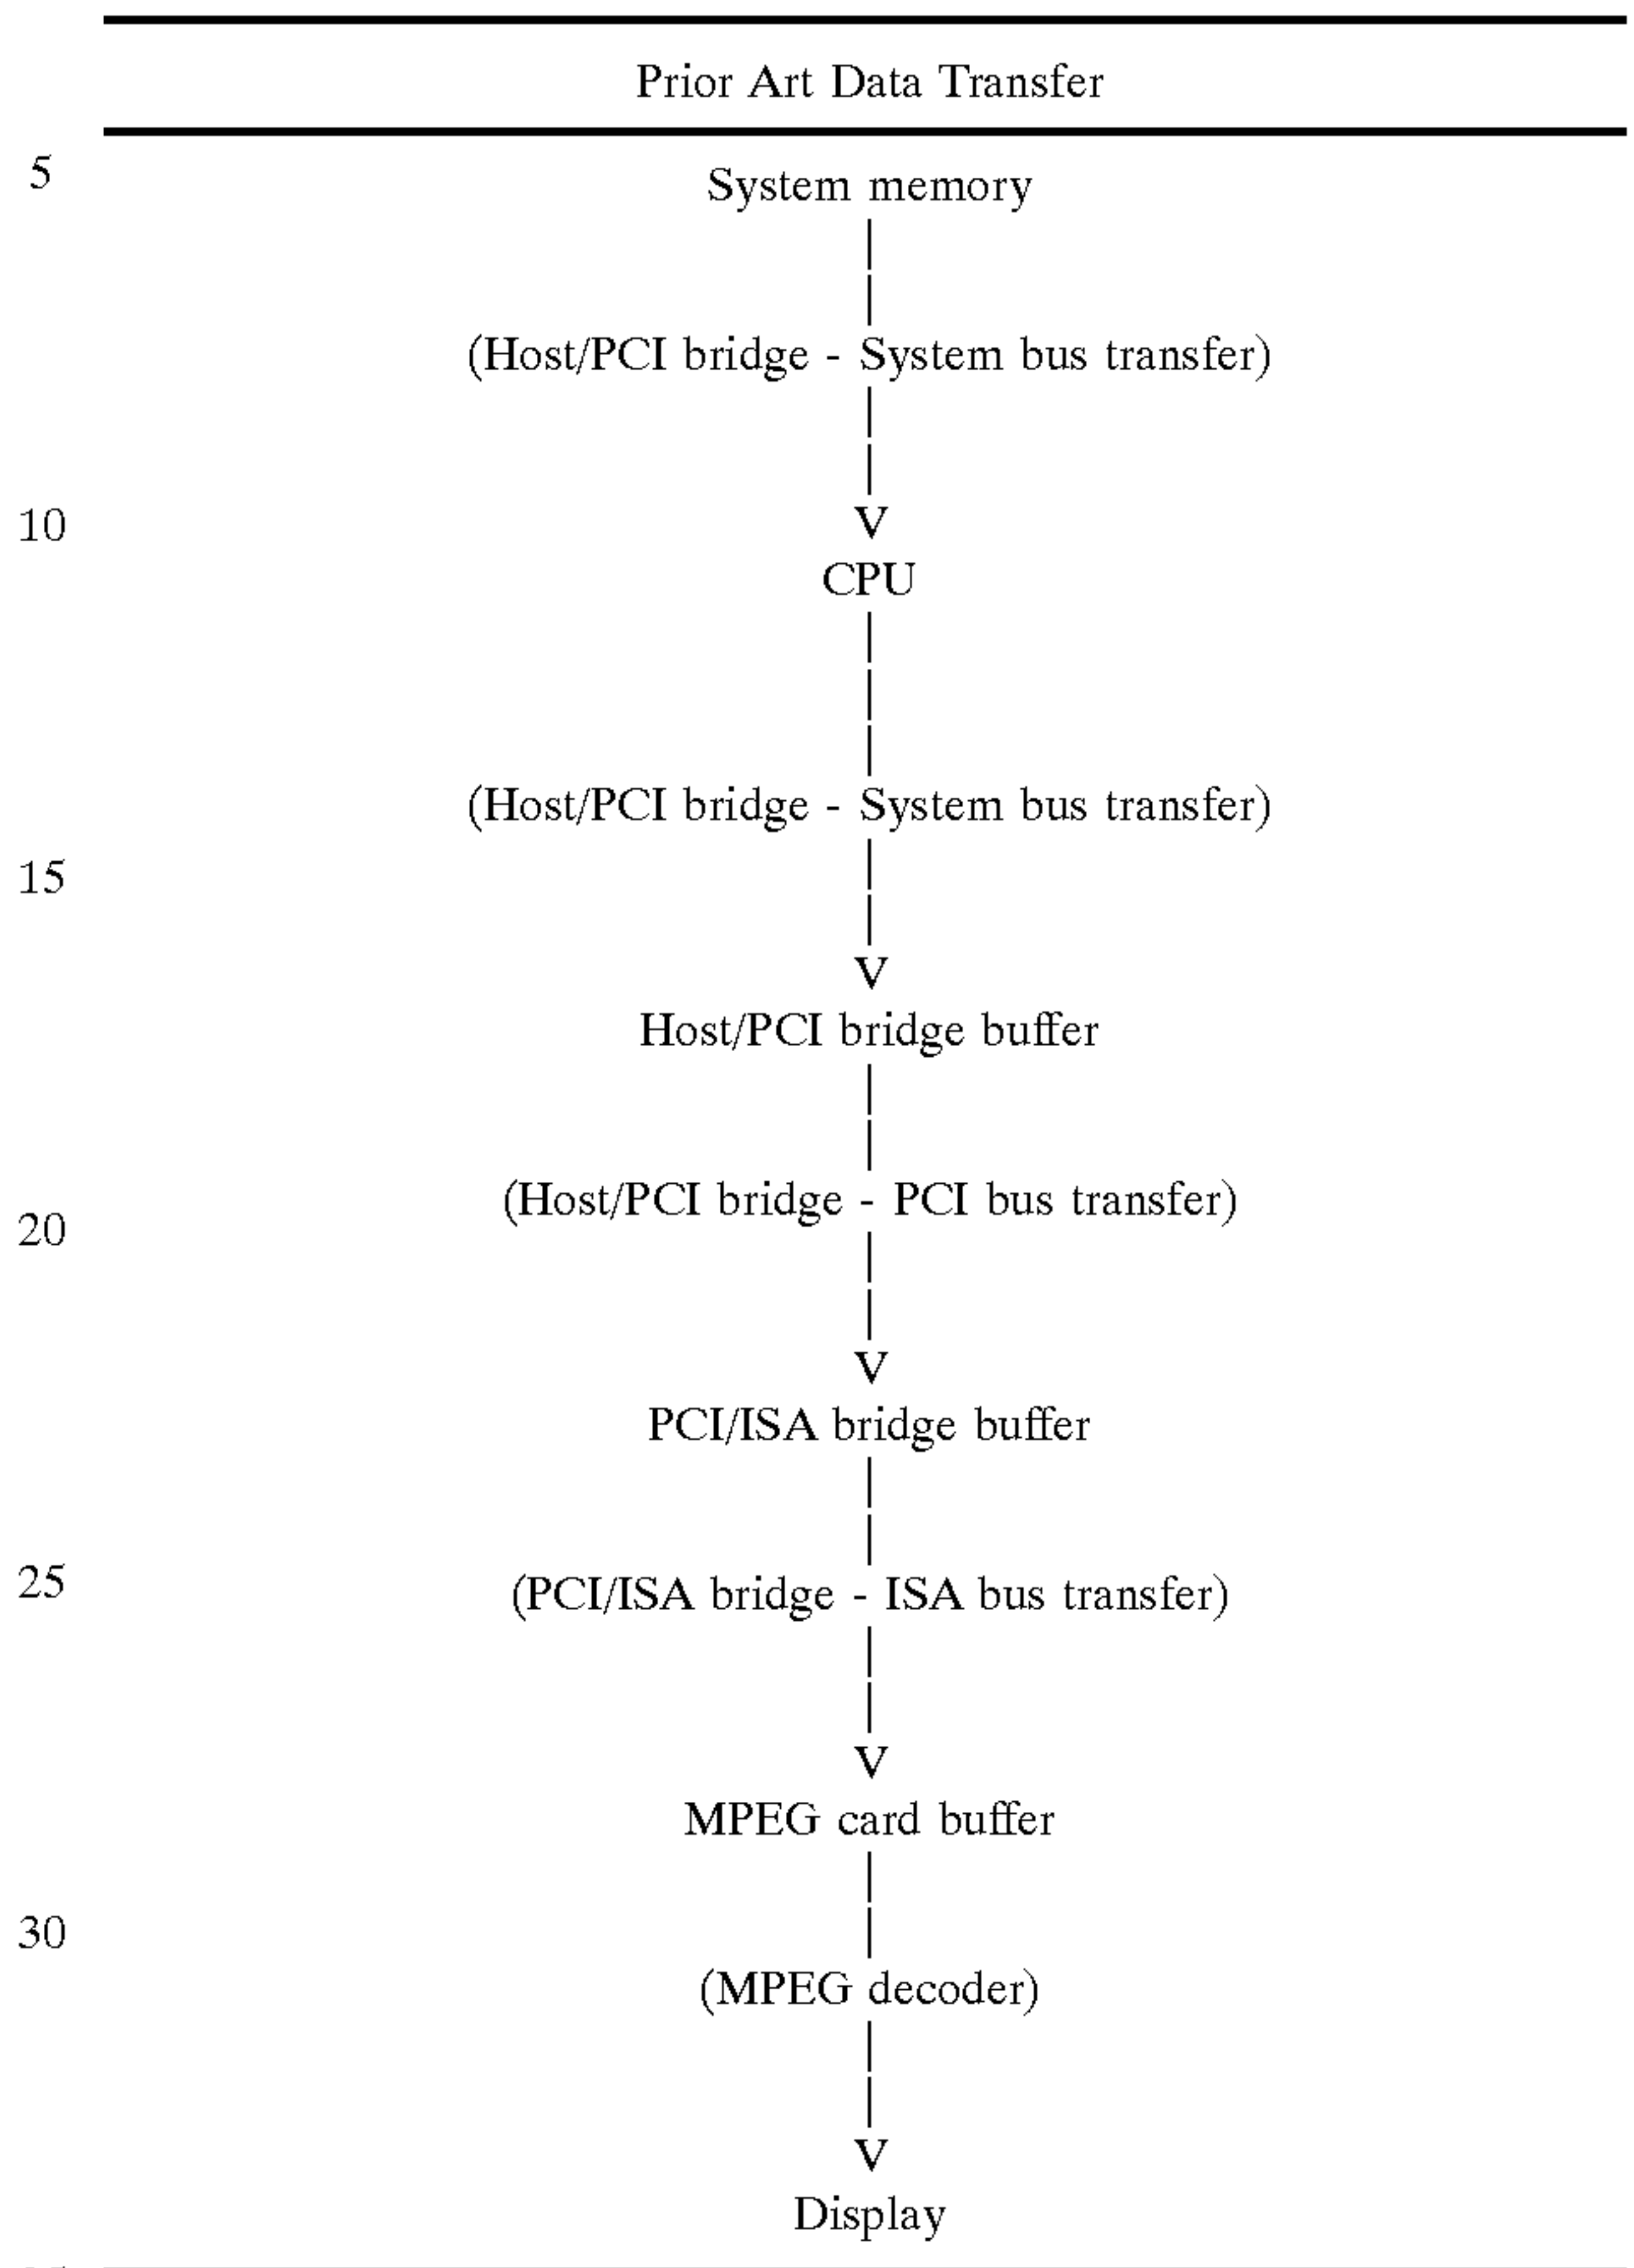 Prior Art Data Transfer
5
System memory
|
|
(Host/PCI bridge - System bus transfer)
|
|
10
V
CPU
|
|
|
(Host/PCI bridge - System bus transfer)
15
|
|
V
Host/PCI bridge buffer
|
|
(Host/PCI bridge - PCI bus transfer)
20
|
|
V
PCI/ISA bridge buffer
|
|
25
(PCI/ISA bridge - ISA bus transfer)
|
|
V
MPEG card buffer
|
|
30
(MPEG decoder)
|
|
V
Display